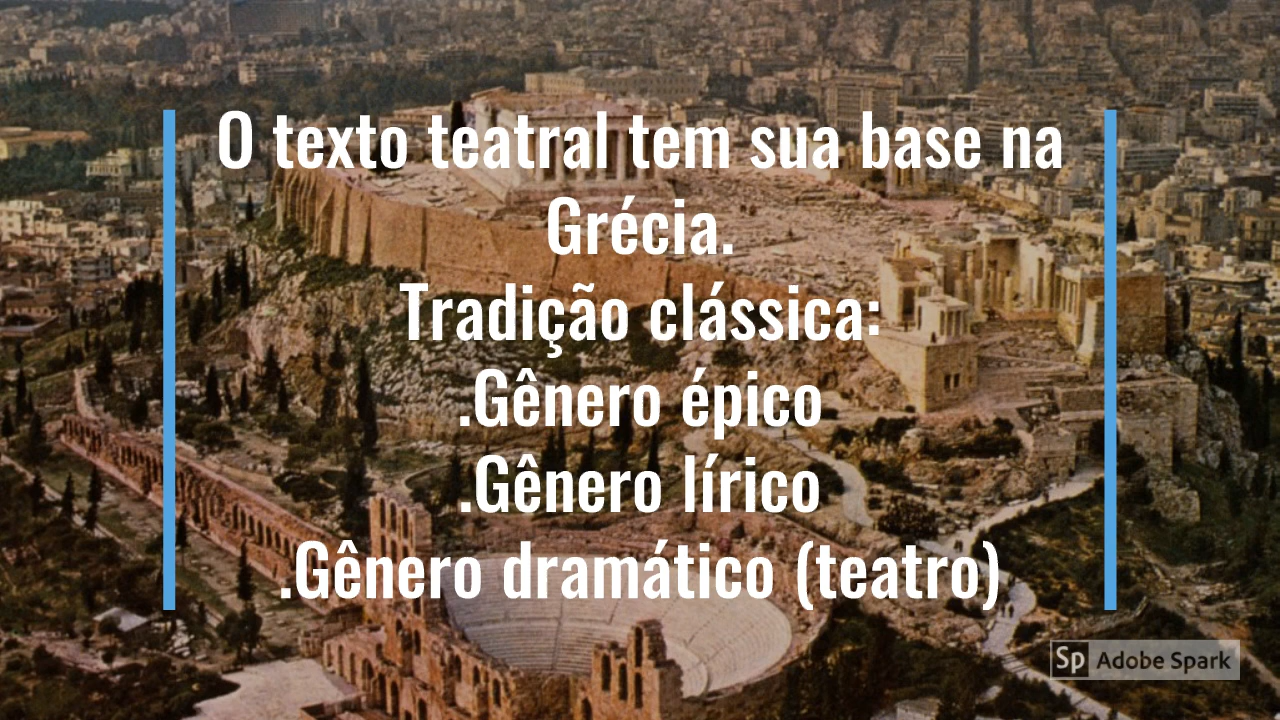 O texto teatral tem sua base na
Grécia.
Tradição clássica:
.Gênero épico
.Gênero lírico
.Gênero dramático (teatro)
Sp Adobe Spark